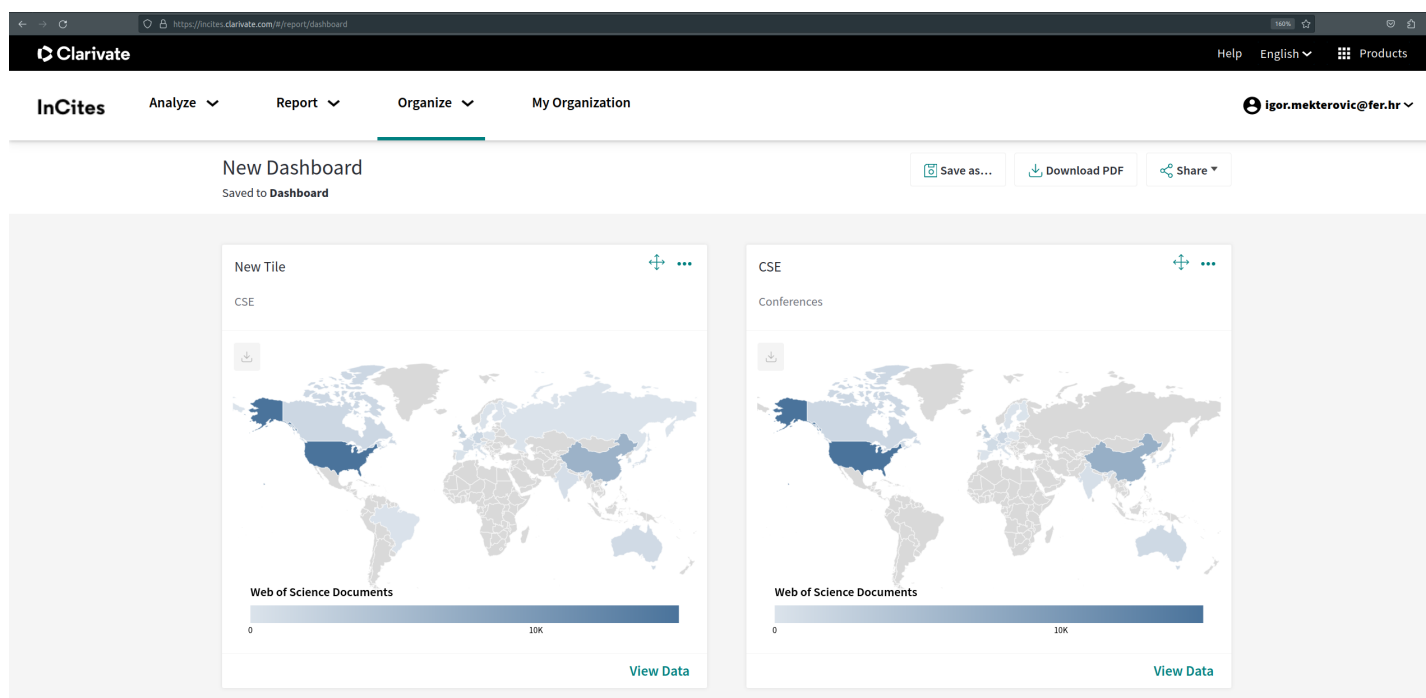 https://incites.clarivate.com/#/report/dashboard 160%
Clarivate Help English Products
InCites Analyze Report Organize My Organization igor.mekterovic@fer.hr
New Dashboard Save as... Download PDF Share
Saved to Dashboard
New Tile
CSE
Web of Science Documents
0 10K
View Data
CSE
Conferences
Web of Science Documents
0 10K
View Data